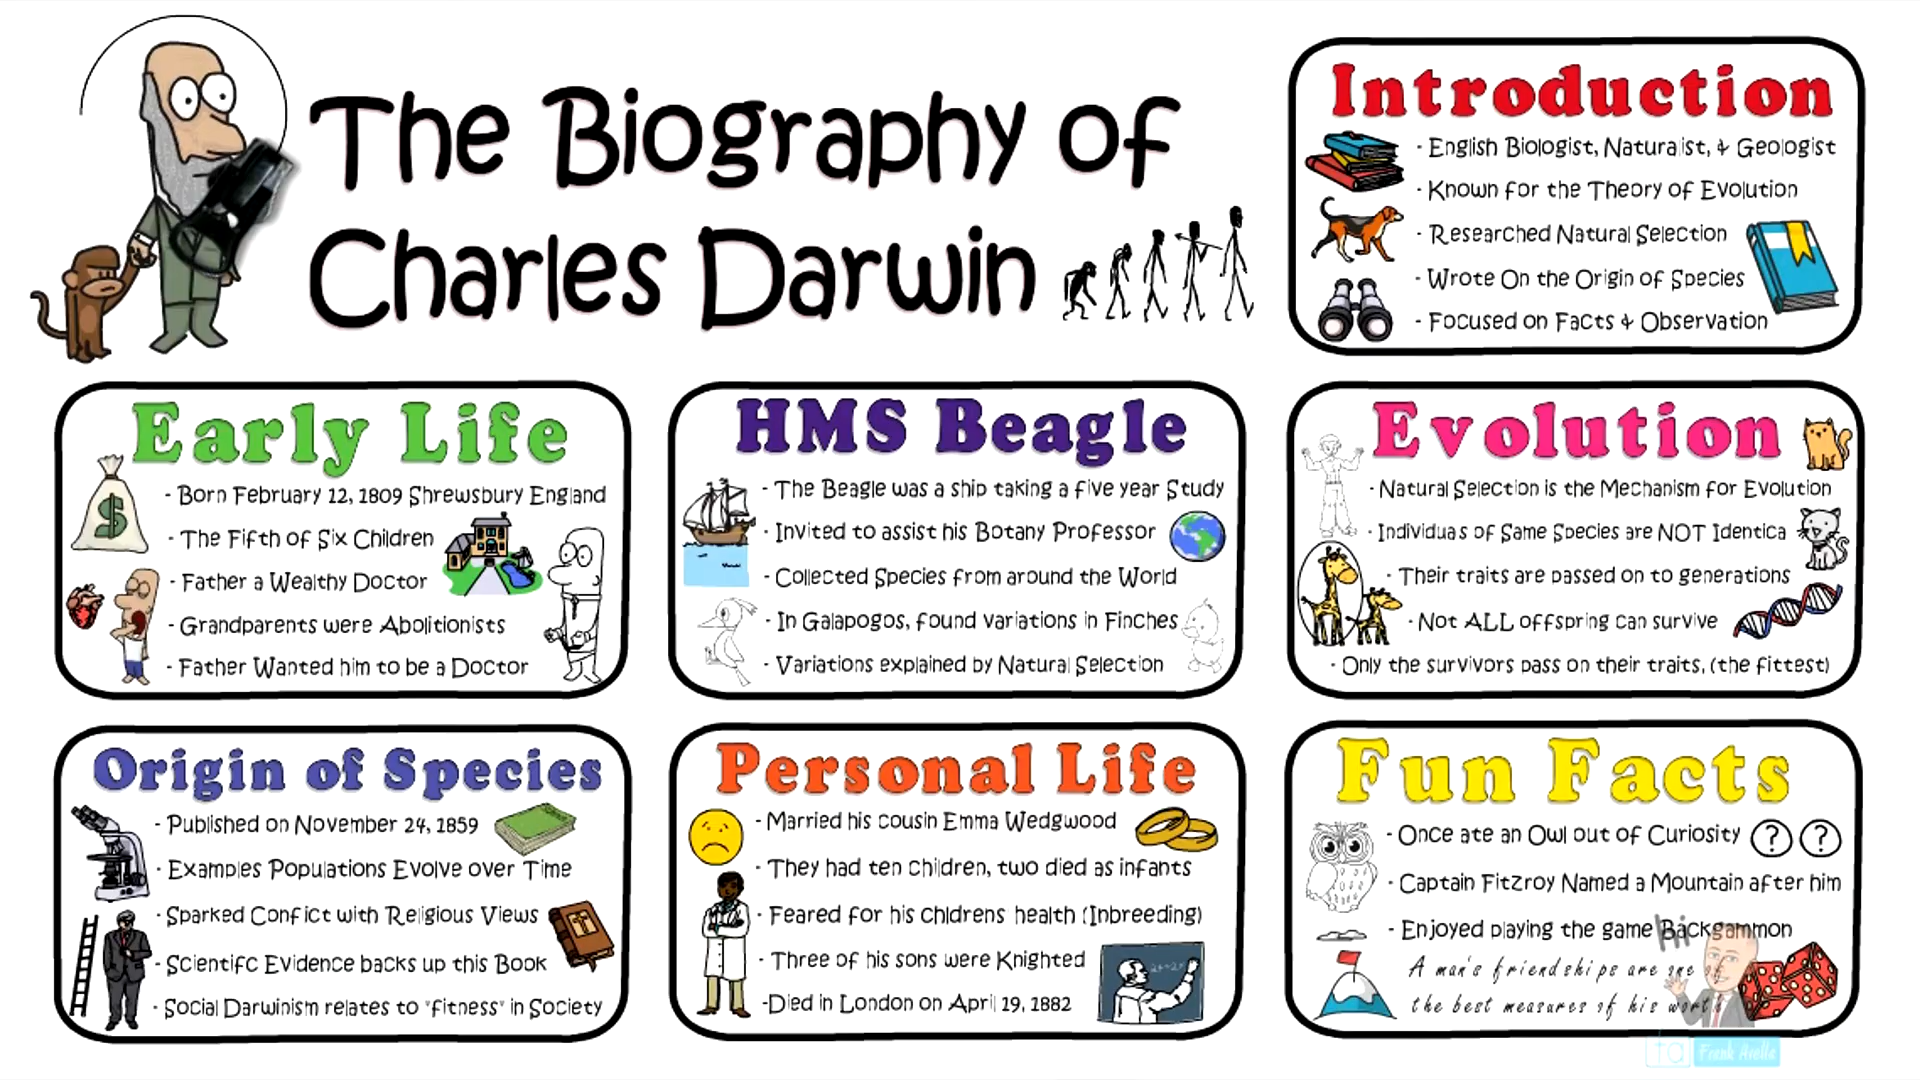 The Biography of
Charles Darwin
Introduction
- English Biologist, Naturalist, & Geologist
- Known for the Theory of Evolution
- Researched Natural Selection
- Wrote On the Origin of Species
- Focused on Facts & Observation
Early Life
- Born February 12, 1809 Shrewsbury England
- The Fifth of Six Children
- Father a Wealthy Doctor
- Grandparents were Abolitionists
- Father Wanted him to be a Doctor
$
HMS Beagle
- The Beagle was a ship taking a five year Study
- Invited to assist his Botany Professor
- Collected Species from around the World
- In Galapogos, found variations in Finches
- Variations explained by Natural Selection
Evolution
- Natural Selection is the Mechanism for Evolution
- Individuas of Same Species are NOT Identica
- Their traits are passed on to generations
- Not ALL offspring can survive
- Only the survivors pass on their traits, (the fittest)
Origin of Species
- Published on November 24, 1859
- Examples Populations Evolve over Time
- Sparked Confict with Religious Views
- Scientifc Evidence backs up this Book
- Social Darwinism relates to "fitness" in Society
Personal Life
- Married his cousin Emma Wedgwood
- They had ten children, two died as infants
- Feared for his chldrens health (Inbreeding)
- Three of his sons were Knighted
-Died in London on April 19, 1882
Fun Facts
- Once ate an Owl out of Curiosity ? ?
- Captain Fitzroy Named a Mountain after him
- Enjoyed playing the game Backgammon
hi
A man's friendships are one of
the best measures of his worth
fa Frank Avella